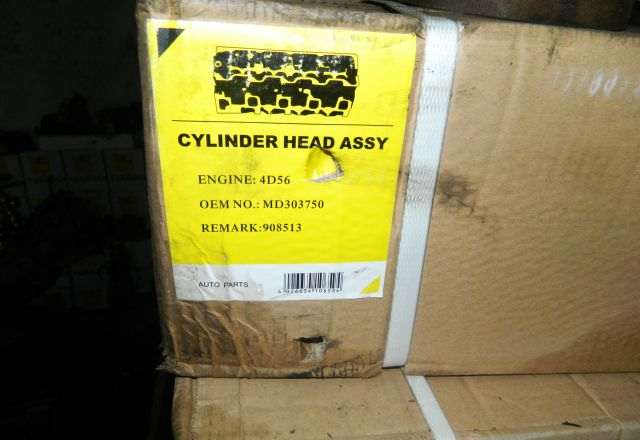 CYLINDER HEAD ASSY
ENGINE: 4D56
OEM NO.: MD303750
REMARK:908513
AUTO PARTS